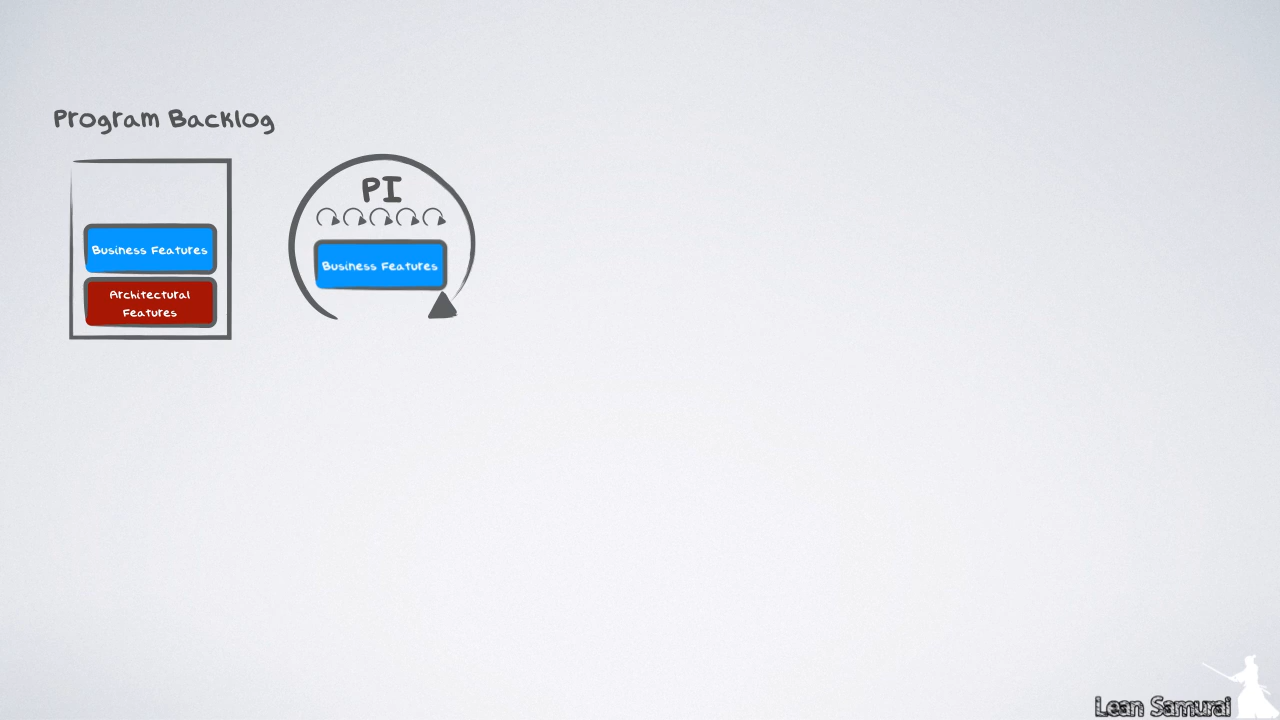 Program Backlog
PI
Business Features
Business Features
Architectural
Features
Lean Samurai